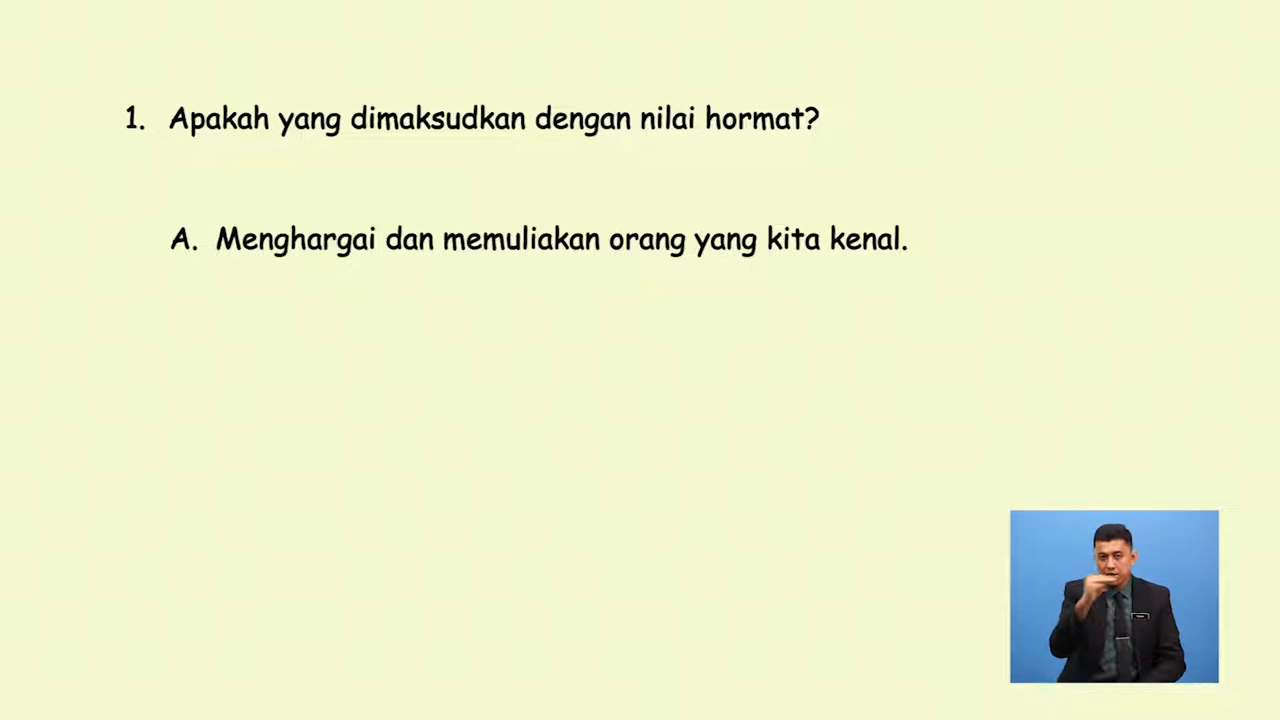 1. Apakah yang dimaksudkan dengan nilai hormat?
A. Menghargai dan memuliakan orang yang kita kenal.